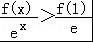 f(x)/e^x > f(1)/e